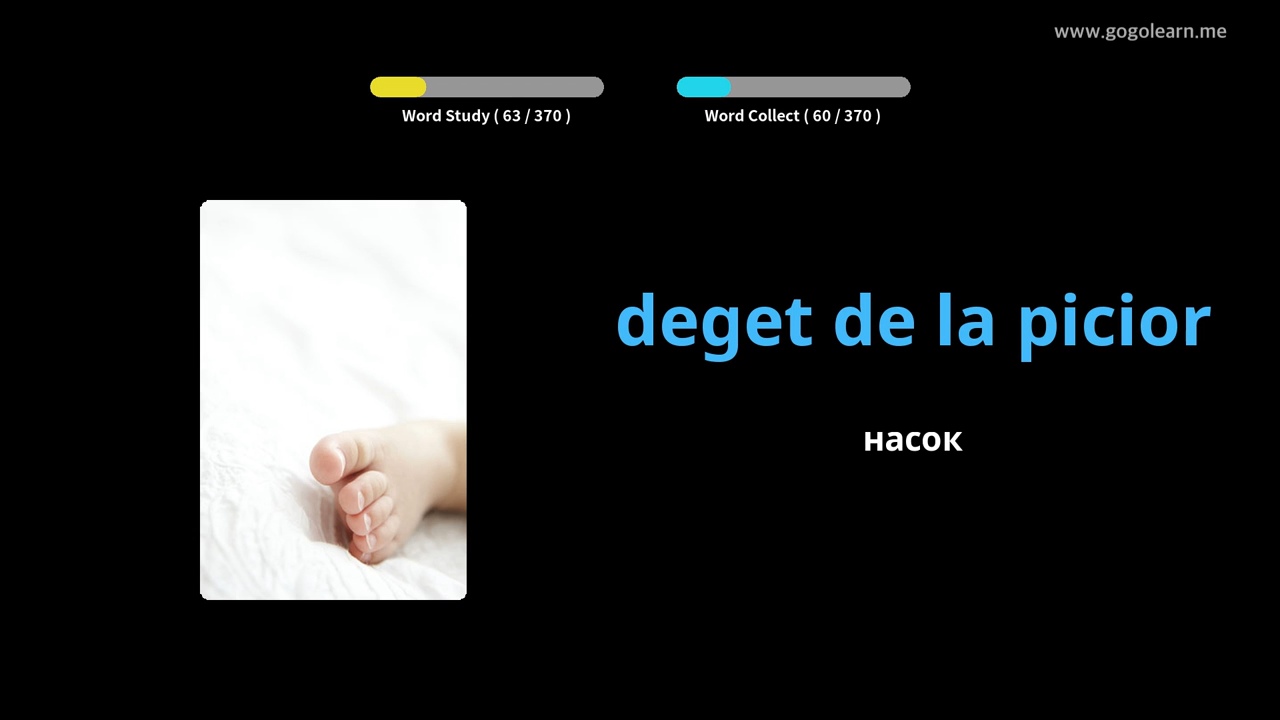 www.gogolearn.me
Word Study ( 63 / 370 )
Word Collect ( 60 / 370 )
deget de la picior
насок